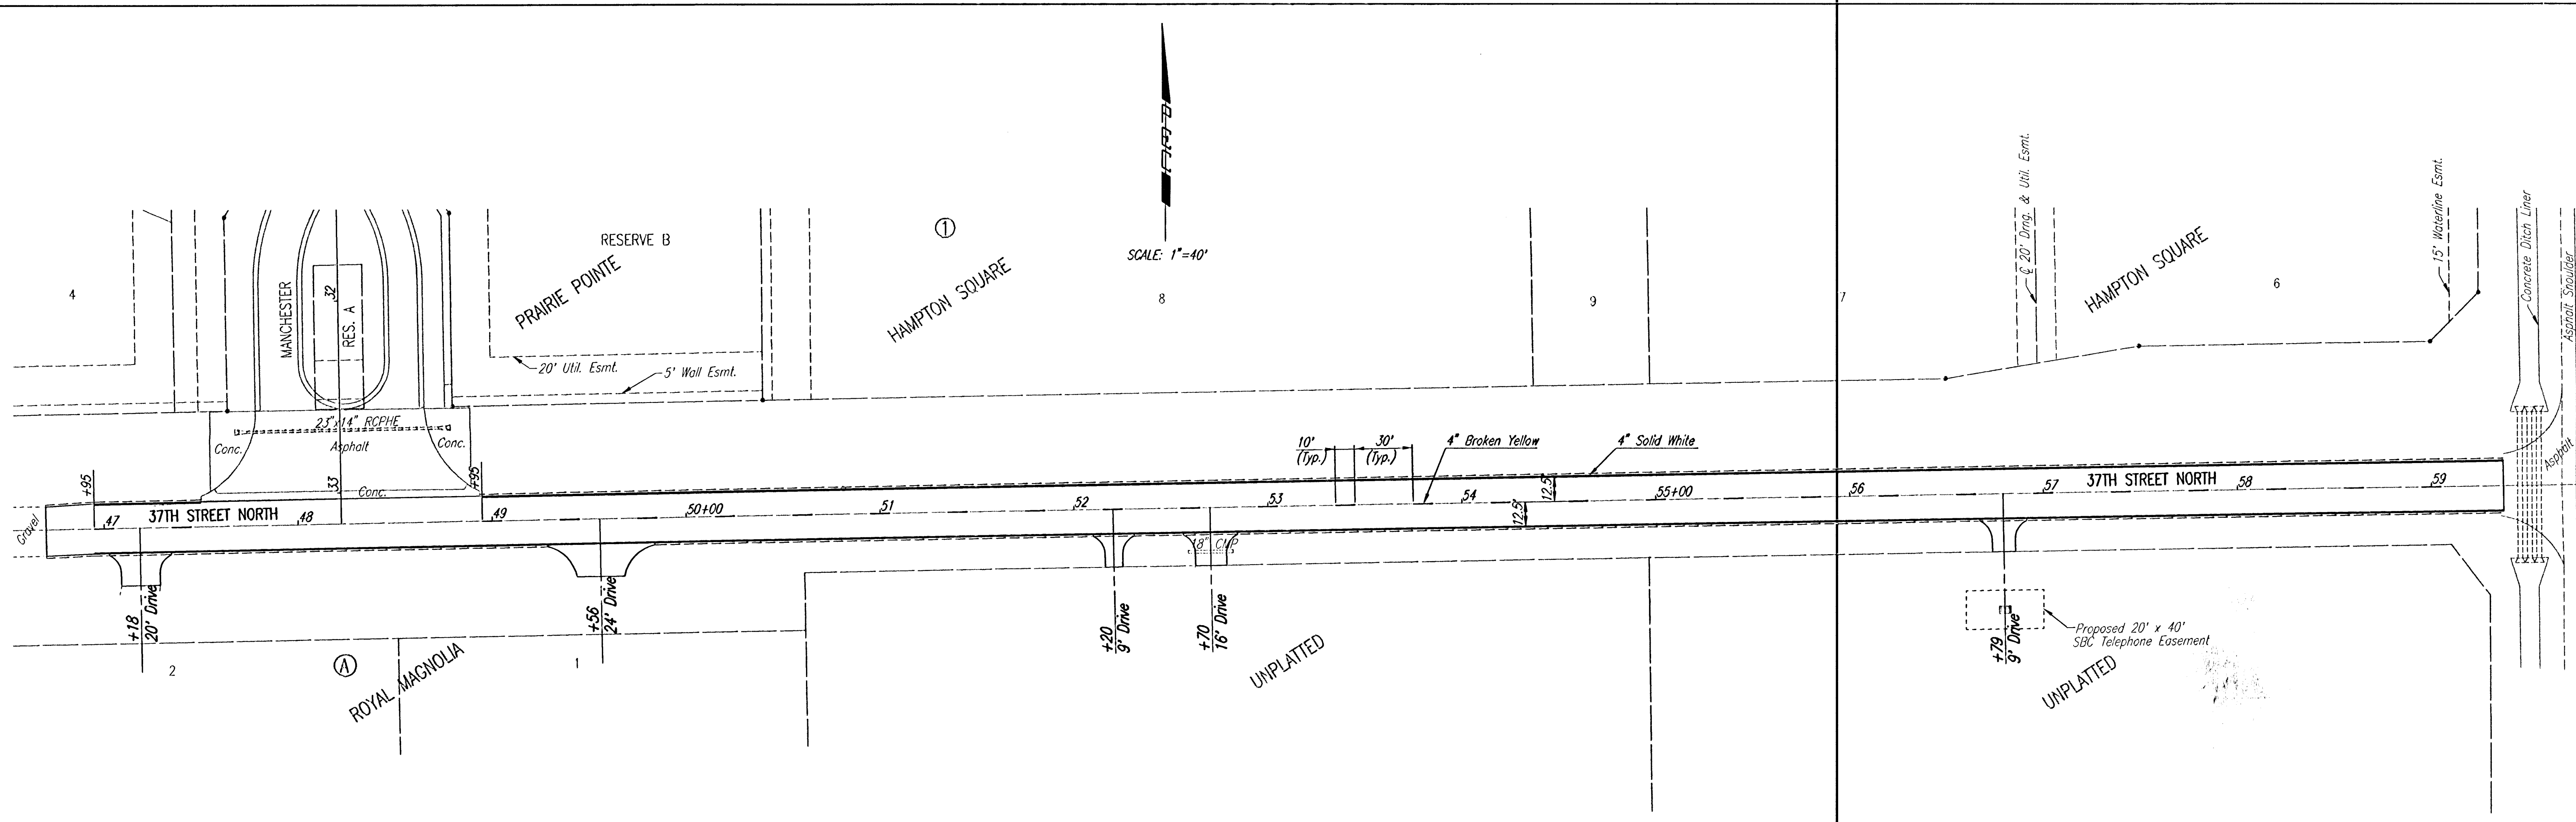 4
MANCHESTER
32
RES. A
RESERVE B
PRAIRIE POINTE
20' Util. Esmt.
5' Wall Esmt.
1
HAMPTON SQUARE
SCALE: 1"=40'
8
9
7
₵ 20' Drng. & Util. Esmt.
HAMPTON SQUARE
6
15' Waterline Esmt.
Concrete Ditch Liner
Asphalt Shoulder
Asphalt
23"x14" RCPHE
Conc.
Asphalt
Conc.
Conc.
33
+95
+95
10'
(Typ.)
30'
(Typ.)
4" Broken Yellow
4" Solid White
12.5'
12.5'
Gravel
47
37TH STREET NORTH
48
49
50+00
51
52
53
54
55+00
56
57
37TH STREET NORTH
58
59
18" CMP
+18
20' Drive
+56
24' Drive
+20
9' Drive
+70
16' Drive
+79
9' Drive
Proposed 20' x 40'
SBC Telephone Easement
2
A
1
ROYAL MAGNOLIA
UNPLATTED
UNPLATTED